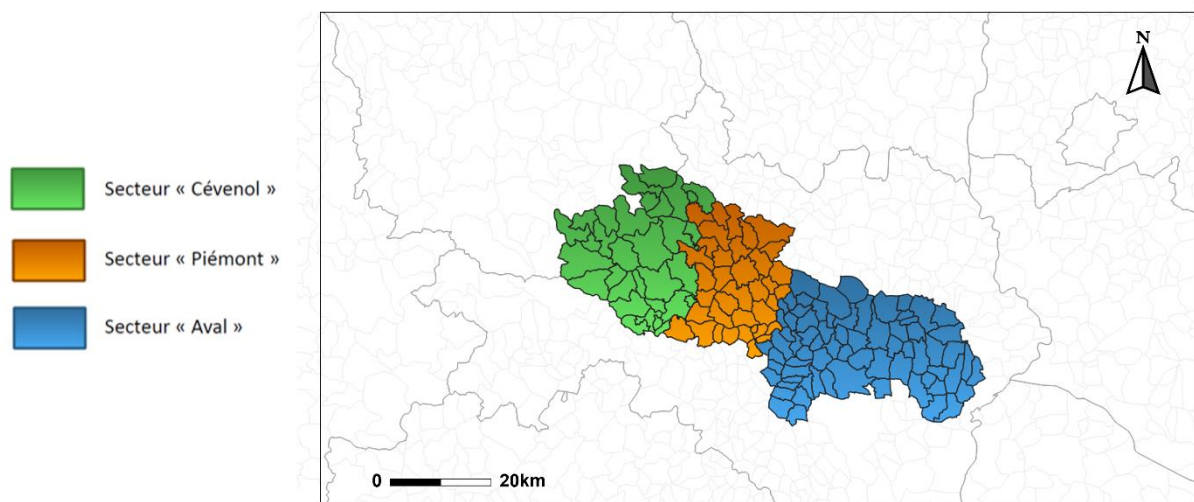 N
Secteur « Cévenol »
Secteur « Piémont »
Secteur « Aval »
0 20km